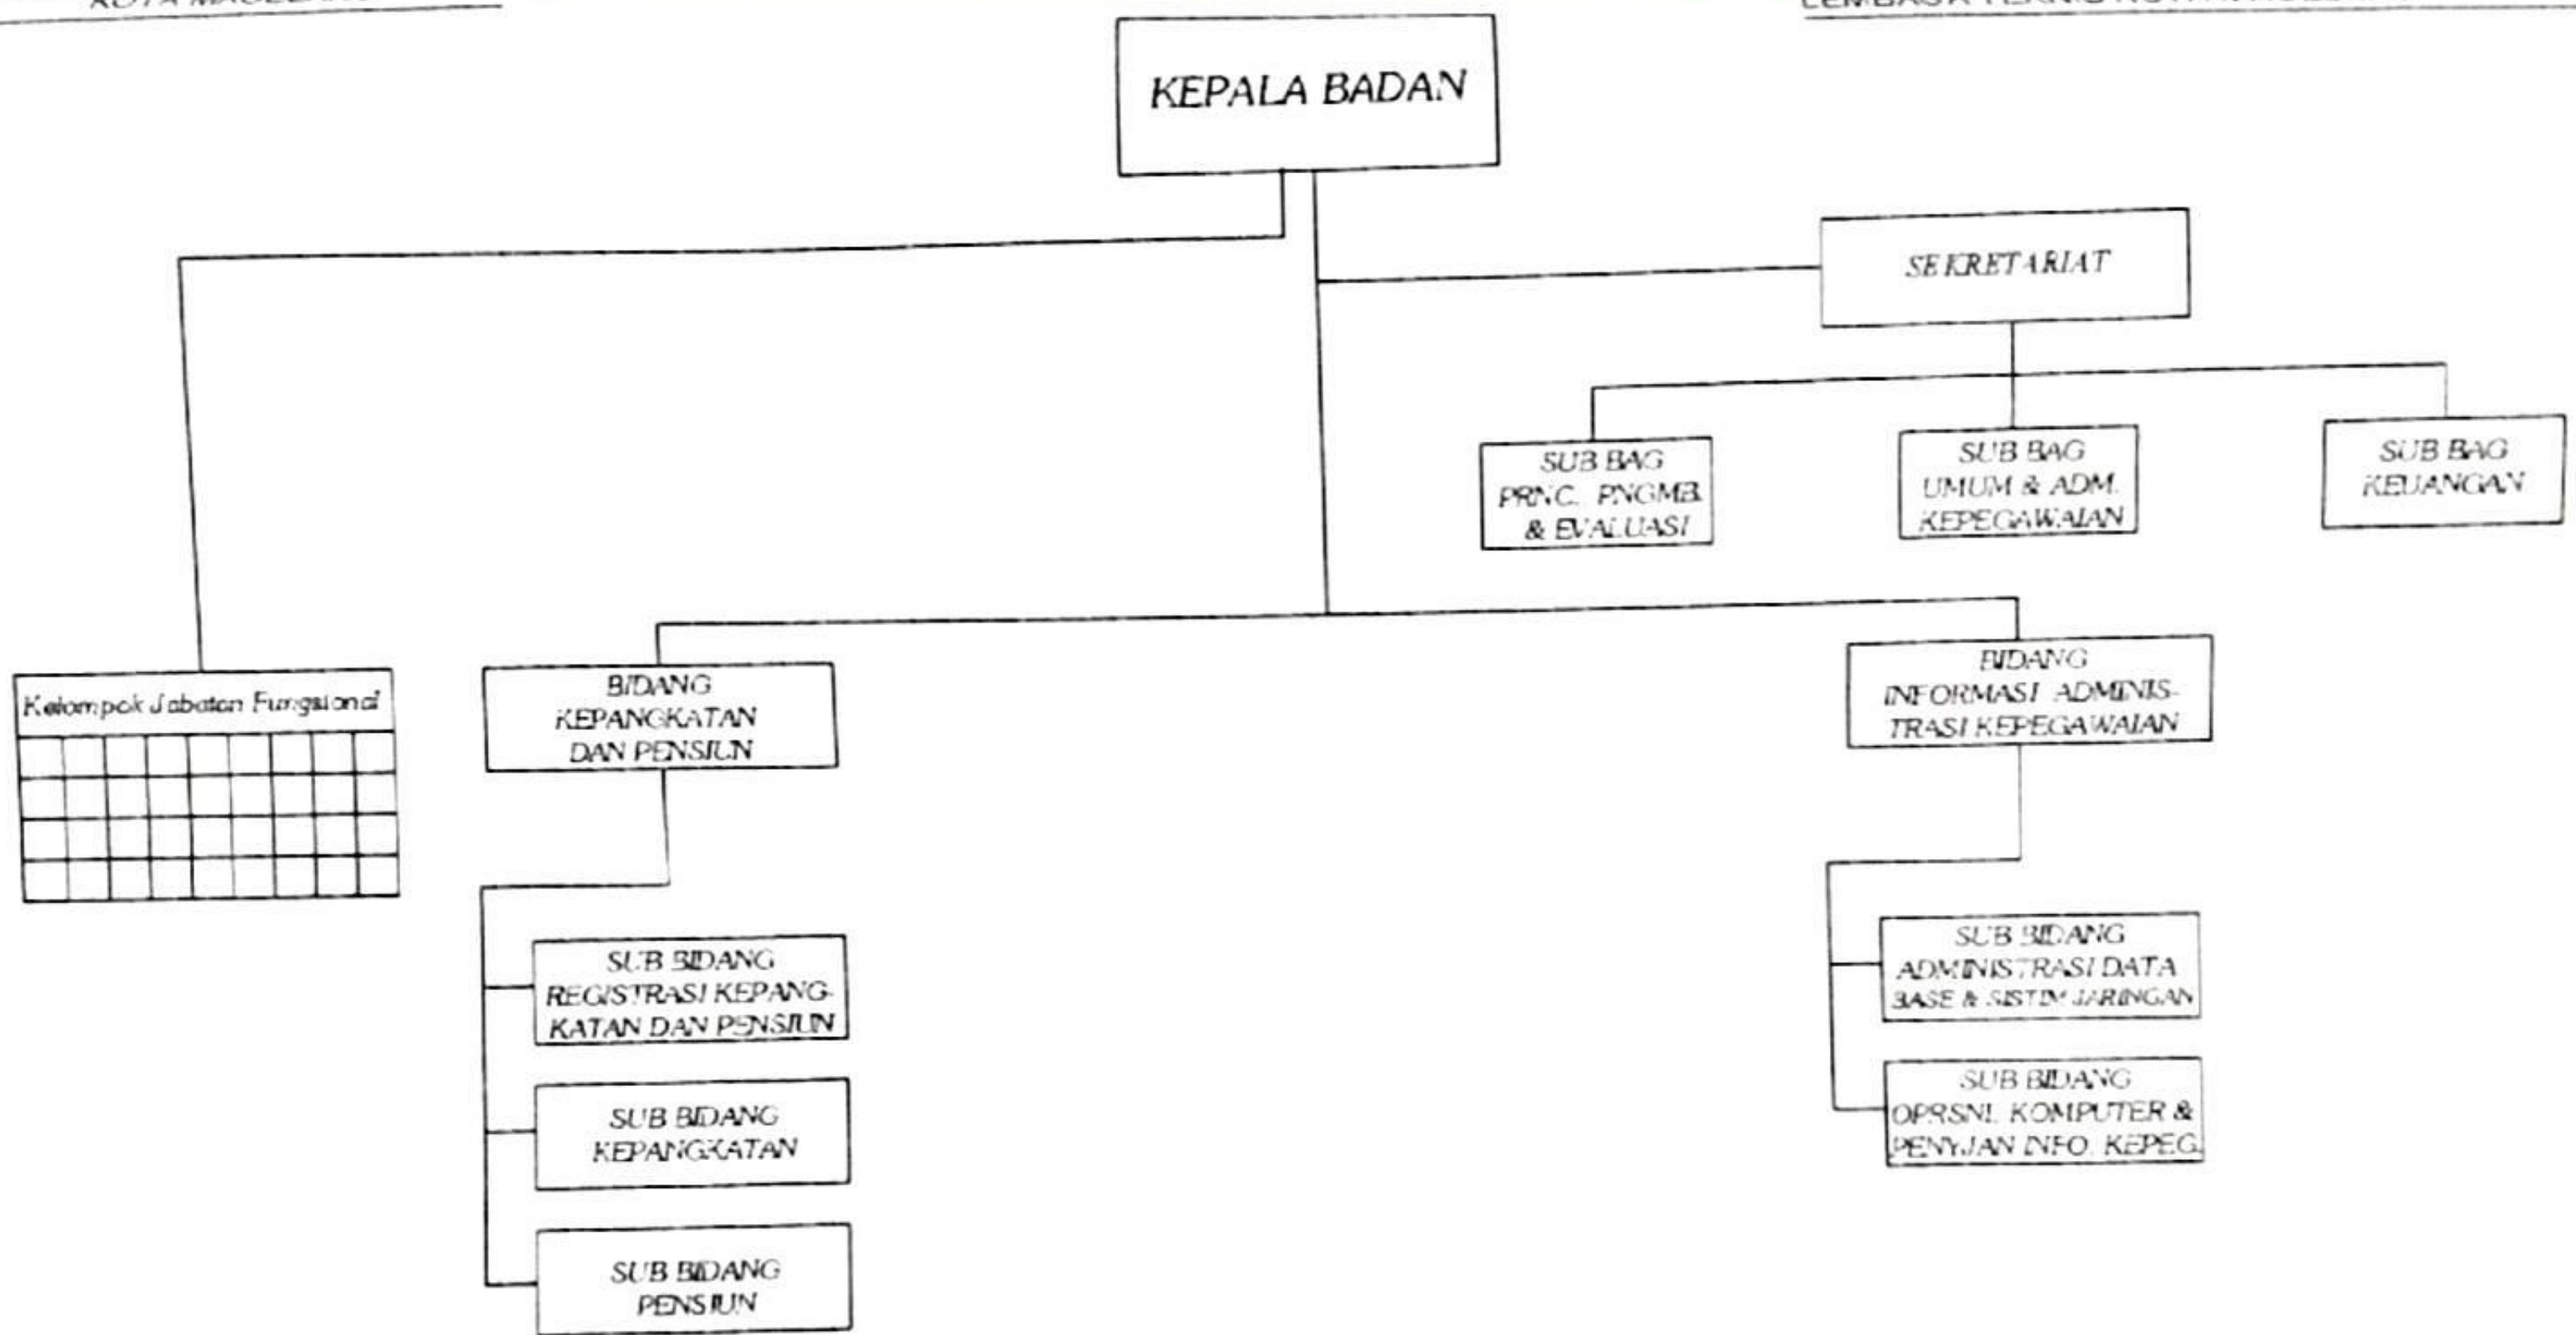 KEPALA BADAN
SEKRETARIAT
SUB BAG
PRNC. PNGMB.
& EVALUASI
SUB BAG
UMUM & ADM.
KEPEGAWAIAN
SUB BAG
KEUANGAN
Kelompok Jabatan Fungsional
BIDANG
KEPANGKATAN
DAN PENSIUN
BIDANG
INFORMASI ADMINIS-
TRASI KEPEGAWAIAN
SUB BIDANG
REGISTRASI KEPANG-
KATAN DAN PENSIUN
SUB BIDANG
KEPANGKATAN
SUB BIDANG
PENSIUN
SUB BIDANG
ADMINISTRASI DATA
BASE & SISTIM JARINGAN
SUB BIDANG
OPRSNL. KOMPUTER &
PENYJAN INFO. KEPEG.